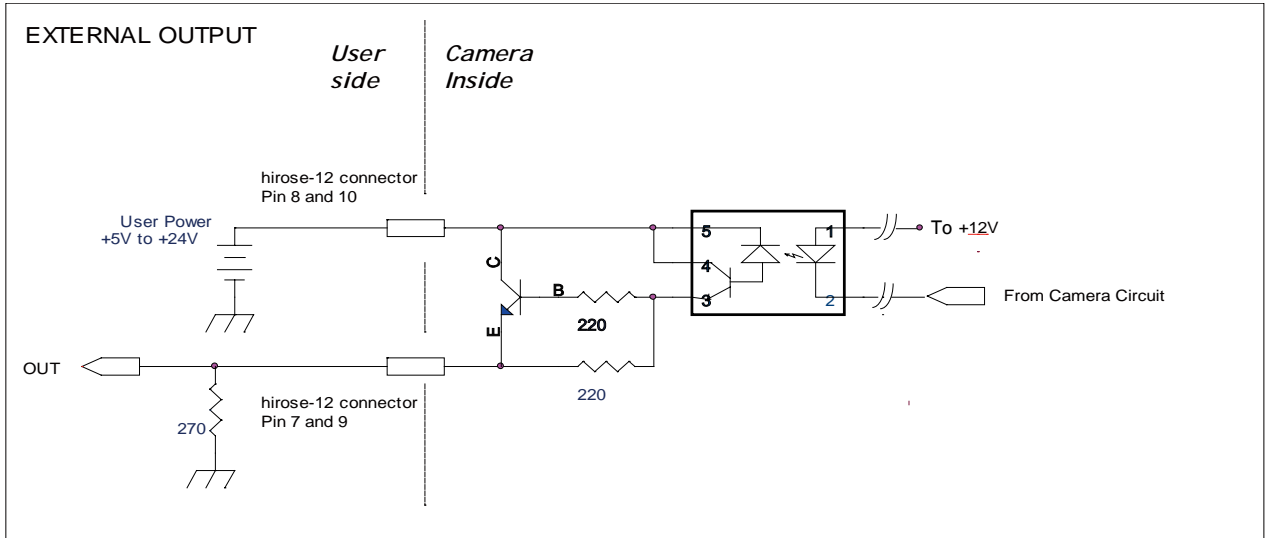 EXTERNAL OUTPUT
User
side
Camera
Inside
hirose-12 connector
Pin 8 and 10
User Power
+5V to +24V
5
1
To +12V
C
4
B
3
2
From Camera Circuit
E
220
OUT
220
hirose-12 connector
Pin 7 and 9
270